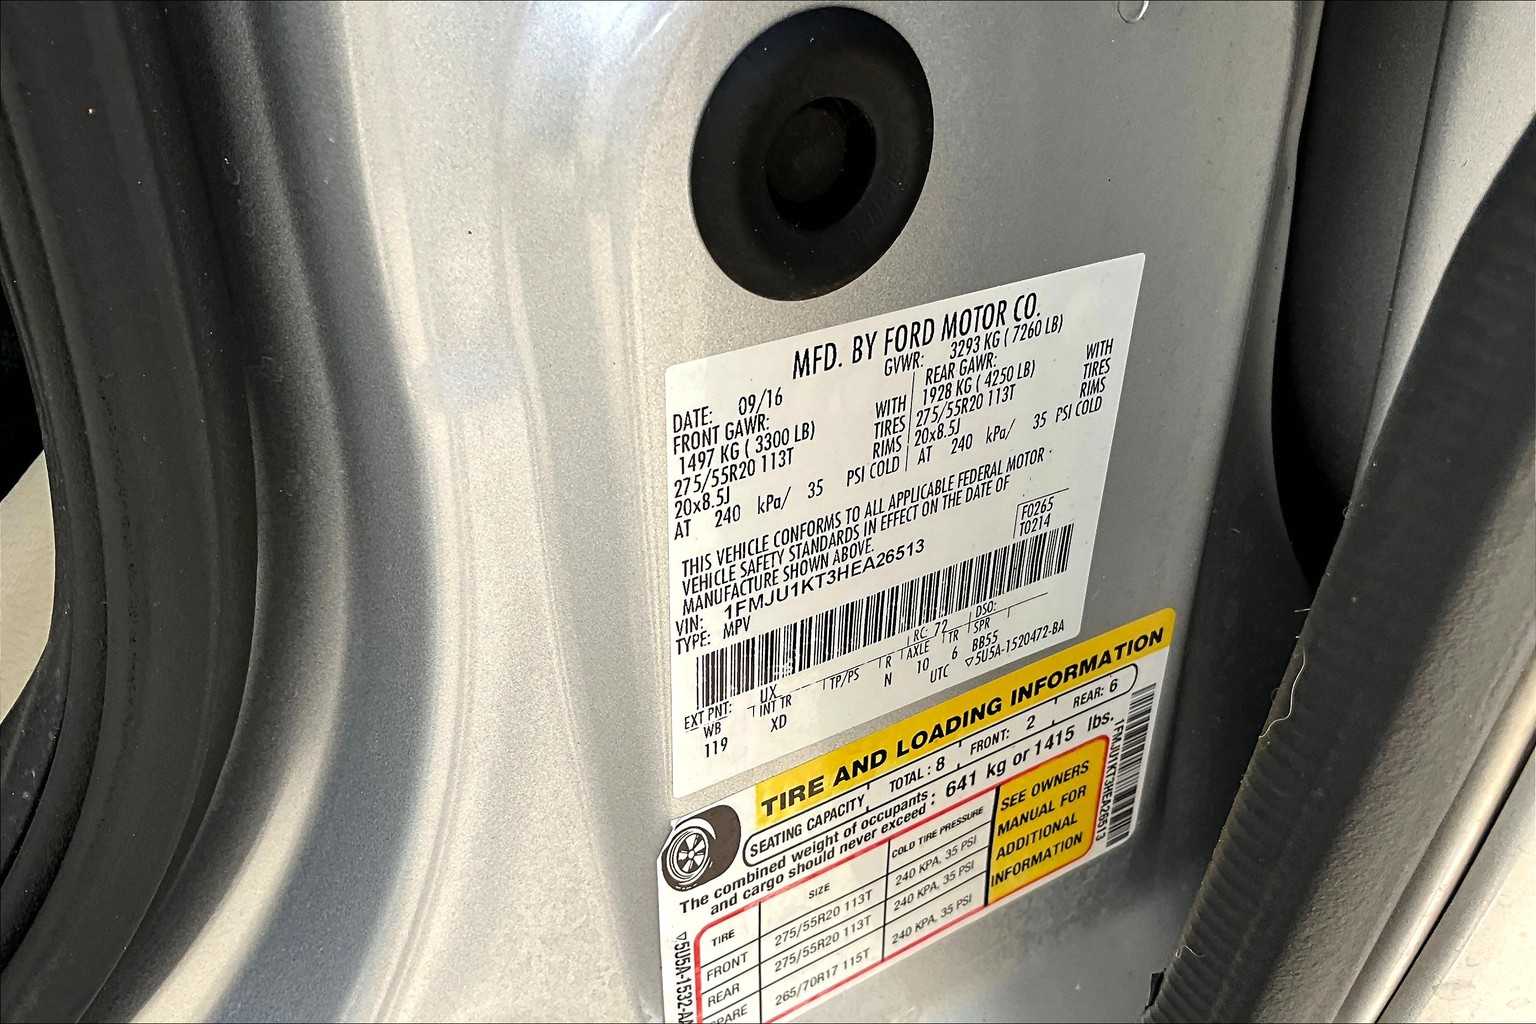 MFD. BY FORD MOTOR CO.
DATE: 09/16 GVWR: 3293 KG ( 7260 LB)
FRONT GAWR: REAR GAWR:
1497 KG ( 3300 LB) WITH 1928 KG ( 4250 LB) WITH
275/55R20 113T TIRES 275/55R20 113T TIRES
20x8.5J RIMS 20x8.5J RIMS
AT 240 kPa/ 35 PSI COLD AT 240 kPa/ 35 PSI COLD
THIS VEHICLE CONFORMS TO ALL APPLICABLE FEDERAL MOTOR
VEHICLE SAFETY STANDARDS IN EFFECT ON THE DATE OF
MANUFACTURE SHOWN ABOVE.
F0265
T0214
VIN: 1FMJU1KT3HEA26513
TYPE: MPV
EXT PNT: UX RC: 72 DSO:
WB INT TR TP/PS R AXLE TR SPR
119 XD N 10 6 BB55
UTC ▽5U5A-1520472-BA
TIRE AND LOADING INFORMATION
SEATING CAPACITY TOTAL: 8 FRONT: 2 REAR: 6
The combined weight of occupants
and cargo should never exceed : 641 kg or 1415 lbs.
TIRE SIZE COLD TIRE PRESSURE
FRONT 275/55R20 113T 240 KPA, 35 PSI
REAR 275/55R20 113T 240 KPA, 35 PSI
SPARE 265/70R17 115T 240 KPA, 35 PSI
SEE OWNERS
MANUAL FOR
ADDITIONAL
INFORMATION
1FMJU1KT3HEA26513
▽5U5A-1532-A